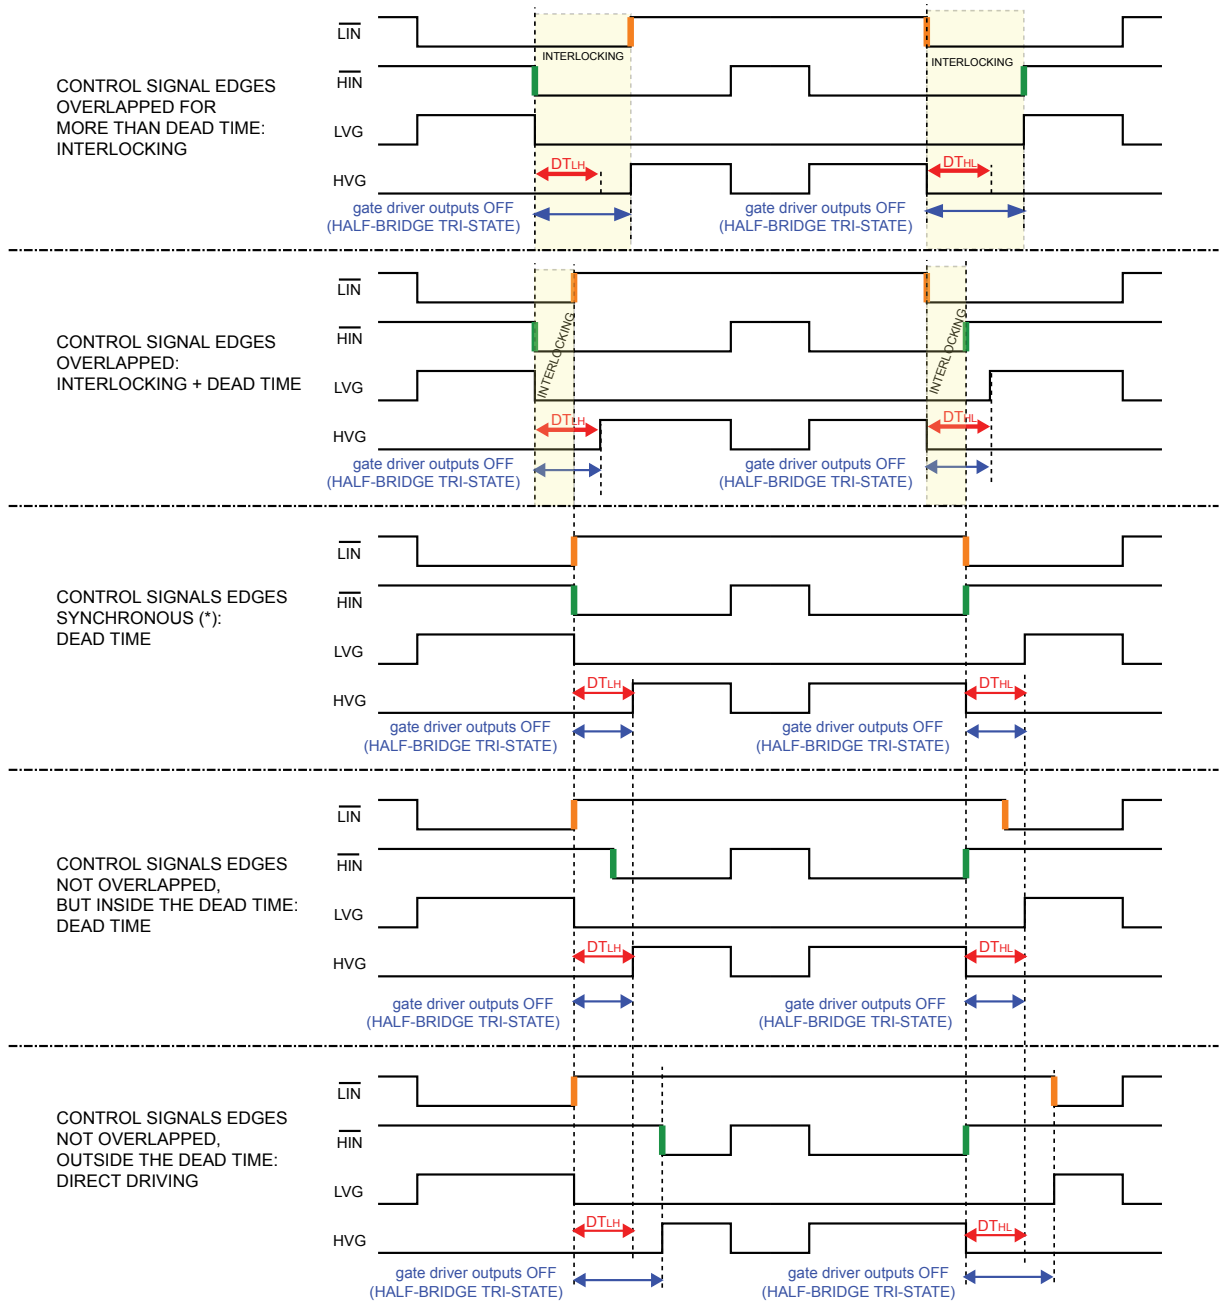 LIN
INTERLOCKING
INTERLOCKING
HIN
CONTROL SIGNAL EDGES
OVERLAPPED FOR
MORE THAN DEAD TIME:
INTERLOCKING
LVG
DTLH
DTHL
HVG
gate driver outputs OFF
(HALF-BRIDGE TRI-STATE)
gate driver outputs OFF
(HALF-BRIDGE TRI-STATE)
LIN
HIN
INTERLOCKING
INTERLOCKING
CONTROL SIGNAL EDGES
OVERLAPPED:
INTERLOCKING + DEAD TIME
LVG
DTLH
DTHL
HVG
gate driver outputs OFF
(HALF-BRIDGE TRI-STATE)
gate driver outputs OFF
(HALF-BRIDGE TRI-STATE)
LIN
HIN
CONTROL SIGNALS EDGES
SYNCHRONOUS (*):
DEAD TIME
LVG
DTLH
DTHL
HVG
gate driver outputs OFF
(HALF-BRIDGE TRI-STATE)
gate driver outputs OFF
(HALF-BRIDGE TRI-STATE)
LIN
HIN
CONTROL SIGNALS EDGES
NOT OVERLAPPED,
BUT INSIDE THE DEAD TIME:
DEAD TIME
LVG
DTLH
DTHL
HVG
gate driver outputs OFF
(HALF-BRIDGE TRI-STATE)
gate driver outputs OFF
(HALF-BRIDGE TRI-STATE)
LIN
HIN
CONTROL SIGNALS EDGES
NOT OVERLAPPED,
OUTSIDE THE DEAD TIME:
DIRECT DRIVING
LVG
DTLH
DTHL
HVG
gate driver outputs OFF
(HALF-BRIDGE TRI-STATE)
gate driver outputs OFF
(HALF-BRIDGE TRI-STATE)